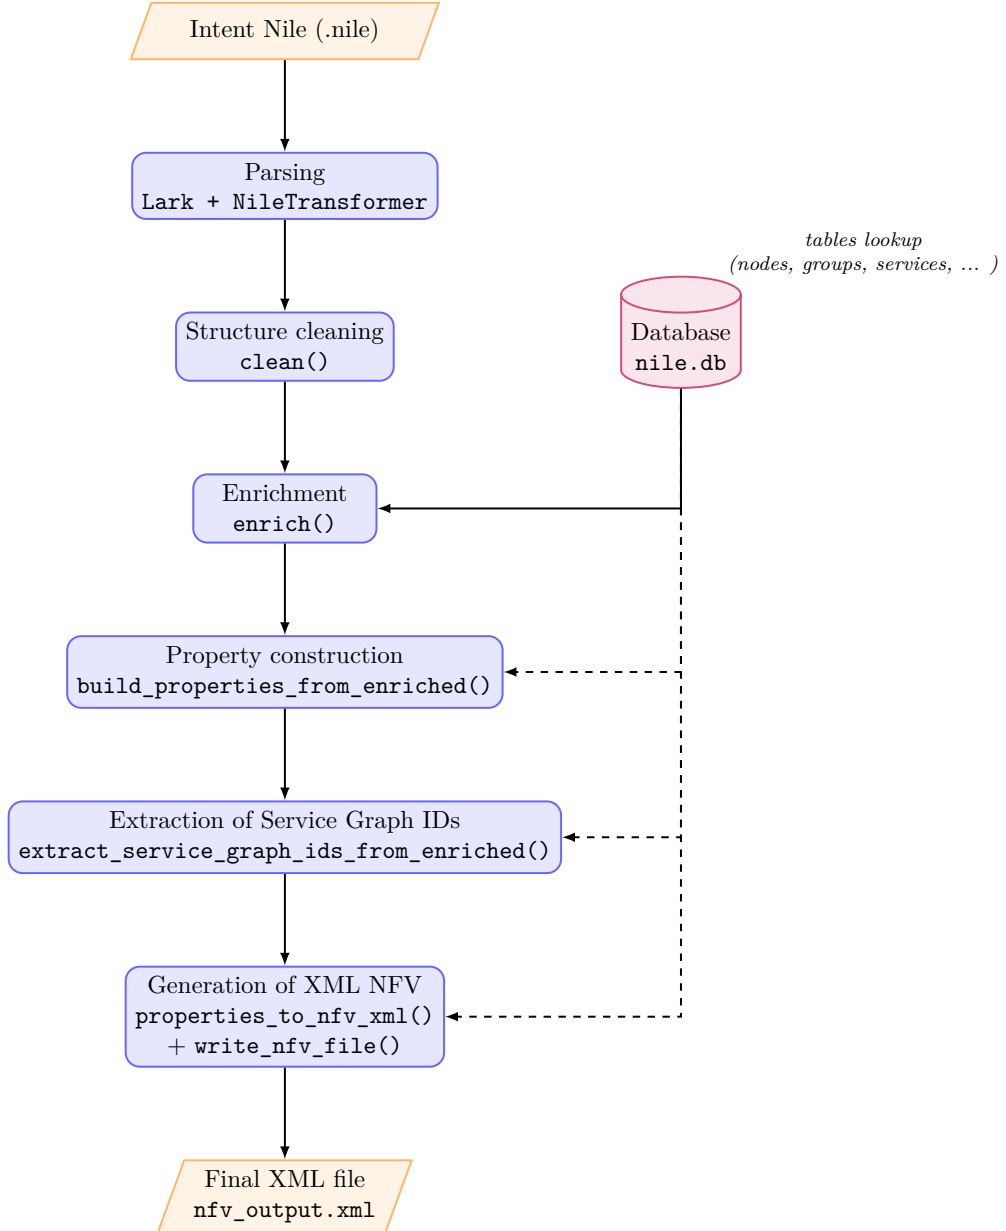 Intent Nile (.nile)
Parsing
Lark + NileTransformer
tables lookup
(nodes, groups, services, ... )
Structure cleaning
clean()
Database
nile.db
Enrichment
enrich()
Property construction
build_properties_from_enriched()
Extraction of Service Graph IDs
extract_service_graph_ids_from_enriched()
Generation of XML NFV
properties_to_nfv_xml()
+ write_nfv_file()
Final XML file
nfv_output.xml